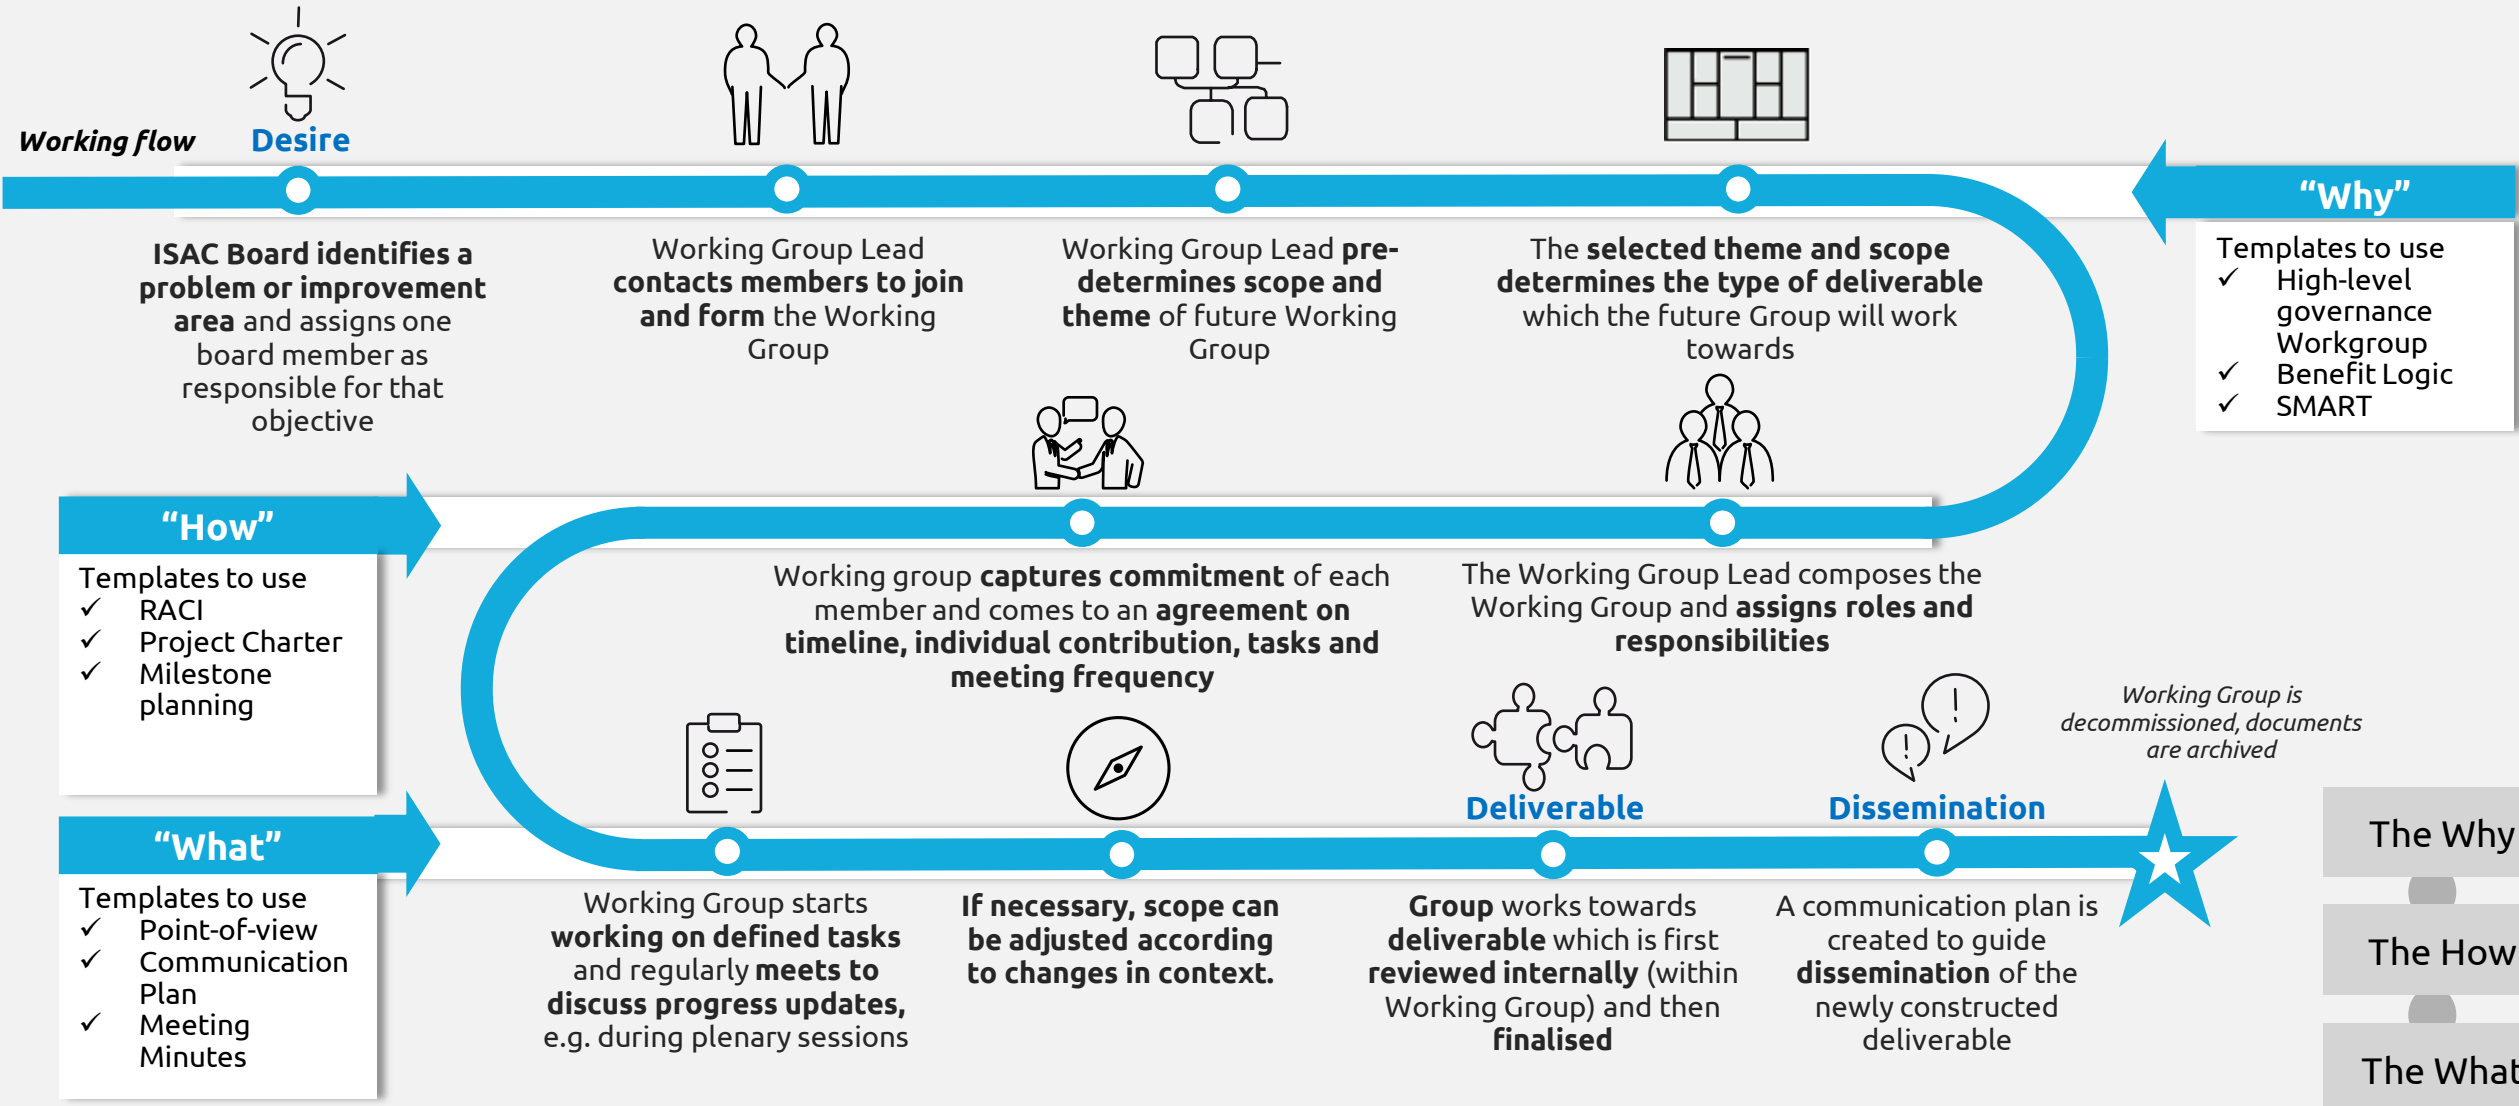 Working flow
Desire
“Why”
ISAC Board identifies a
problem or improvement
area and assigns one
board member as
responsible for that
objective
Working Group Lead
contacts members to join
and form the Working
Group
Working Group Lead pre-
determines scope and
theme of future Working
Group
The selected theme and scope
determines the type of deliverable
which the future Group will work
towards
Templates to use
✓ High-level
governance
Workgroup
✓ Benefit Logic
✓ SMART
“How”
Templates to use
✓ RACI
✓ Project Charter
✓ Milestone
planning
Working group captures commitment of each
member and comes to an agreement on
timeline, individual contribution, tasks and
meeting frequency
The Working Group Lead composes the
Working Group and assigns roles and
responsibilities
Working Group is
decommissioned, documents
are archived
Deliverable
Dissemination
“What”
Templates to use
✓ Point-of-view
✓ Communication
Plan
✓ Meeting
Minutes
Working Group starts
working on defined tasks
and regularly meets to
discuss progress updates,
e.g. during plenary sessions
If necessary, scope can
be adjusted according
to changes in context.
Group works towards
deliverable which is first
reviewed internally (within
Working Group) and then
finalised
A communication plan is
created to guide
dissemination of the
newly constructed
deliverable
The Why
The How
The What